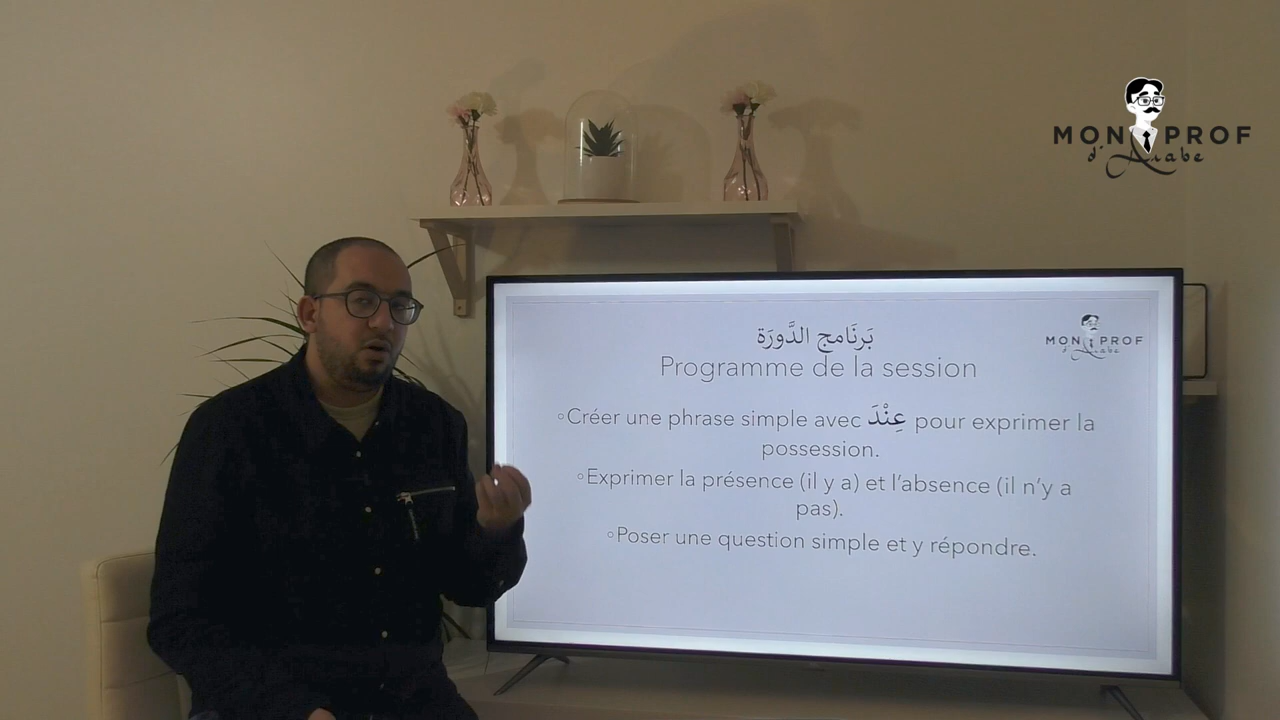 MON PROF
d'Arabe
بَرنَامج الدَّورَة
MON PROF
d'Arabe
Programme de la session
◦Créer une phrase simple avec عِنْدَ pour exprimer la
possession.
◦Exprimer la présence (il y a) et l'absence (il n'y a
pas).
◦Poser une question simple et y répondre.